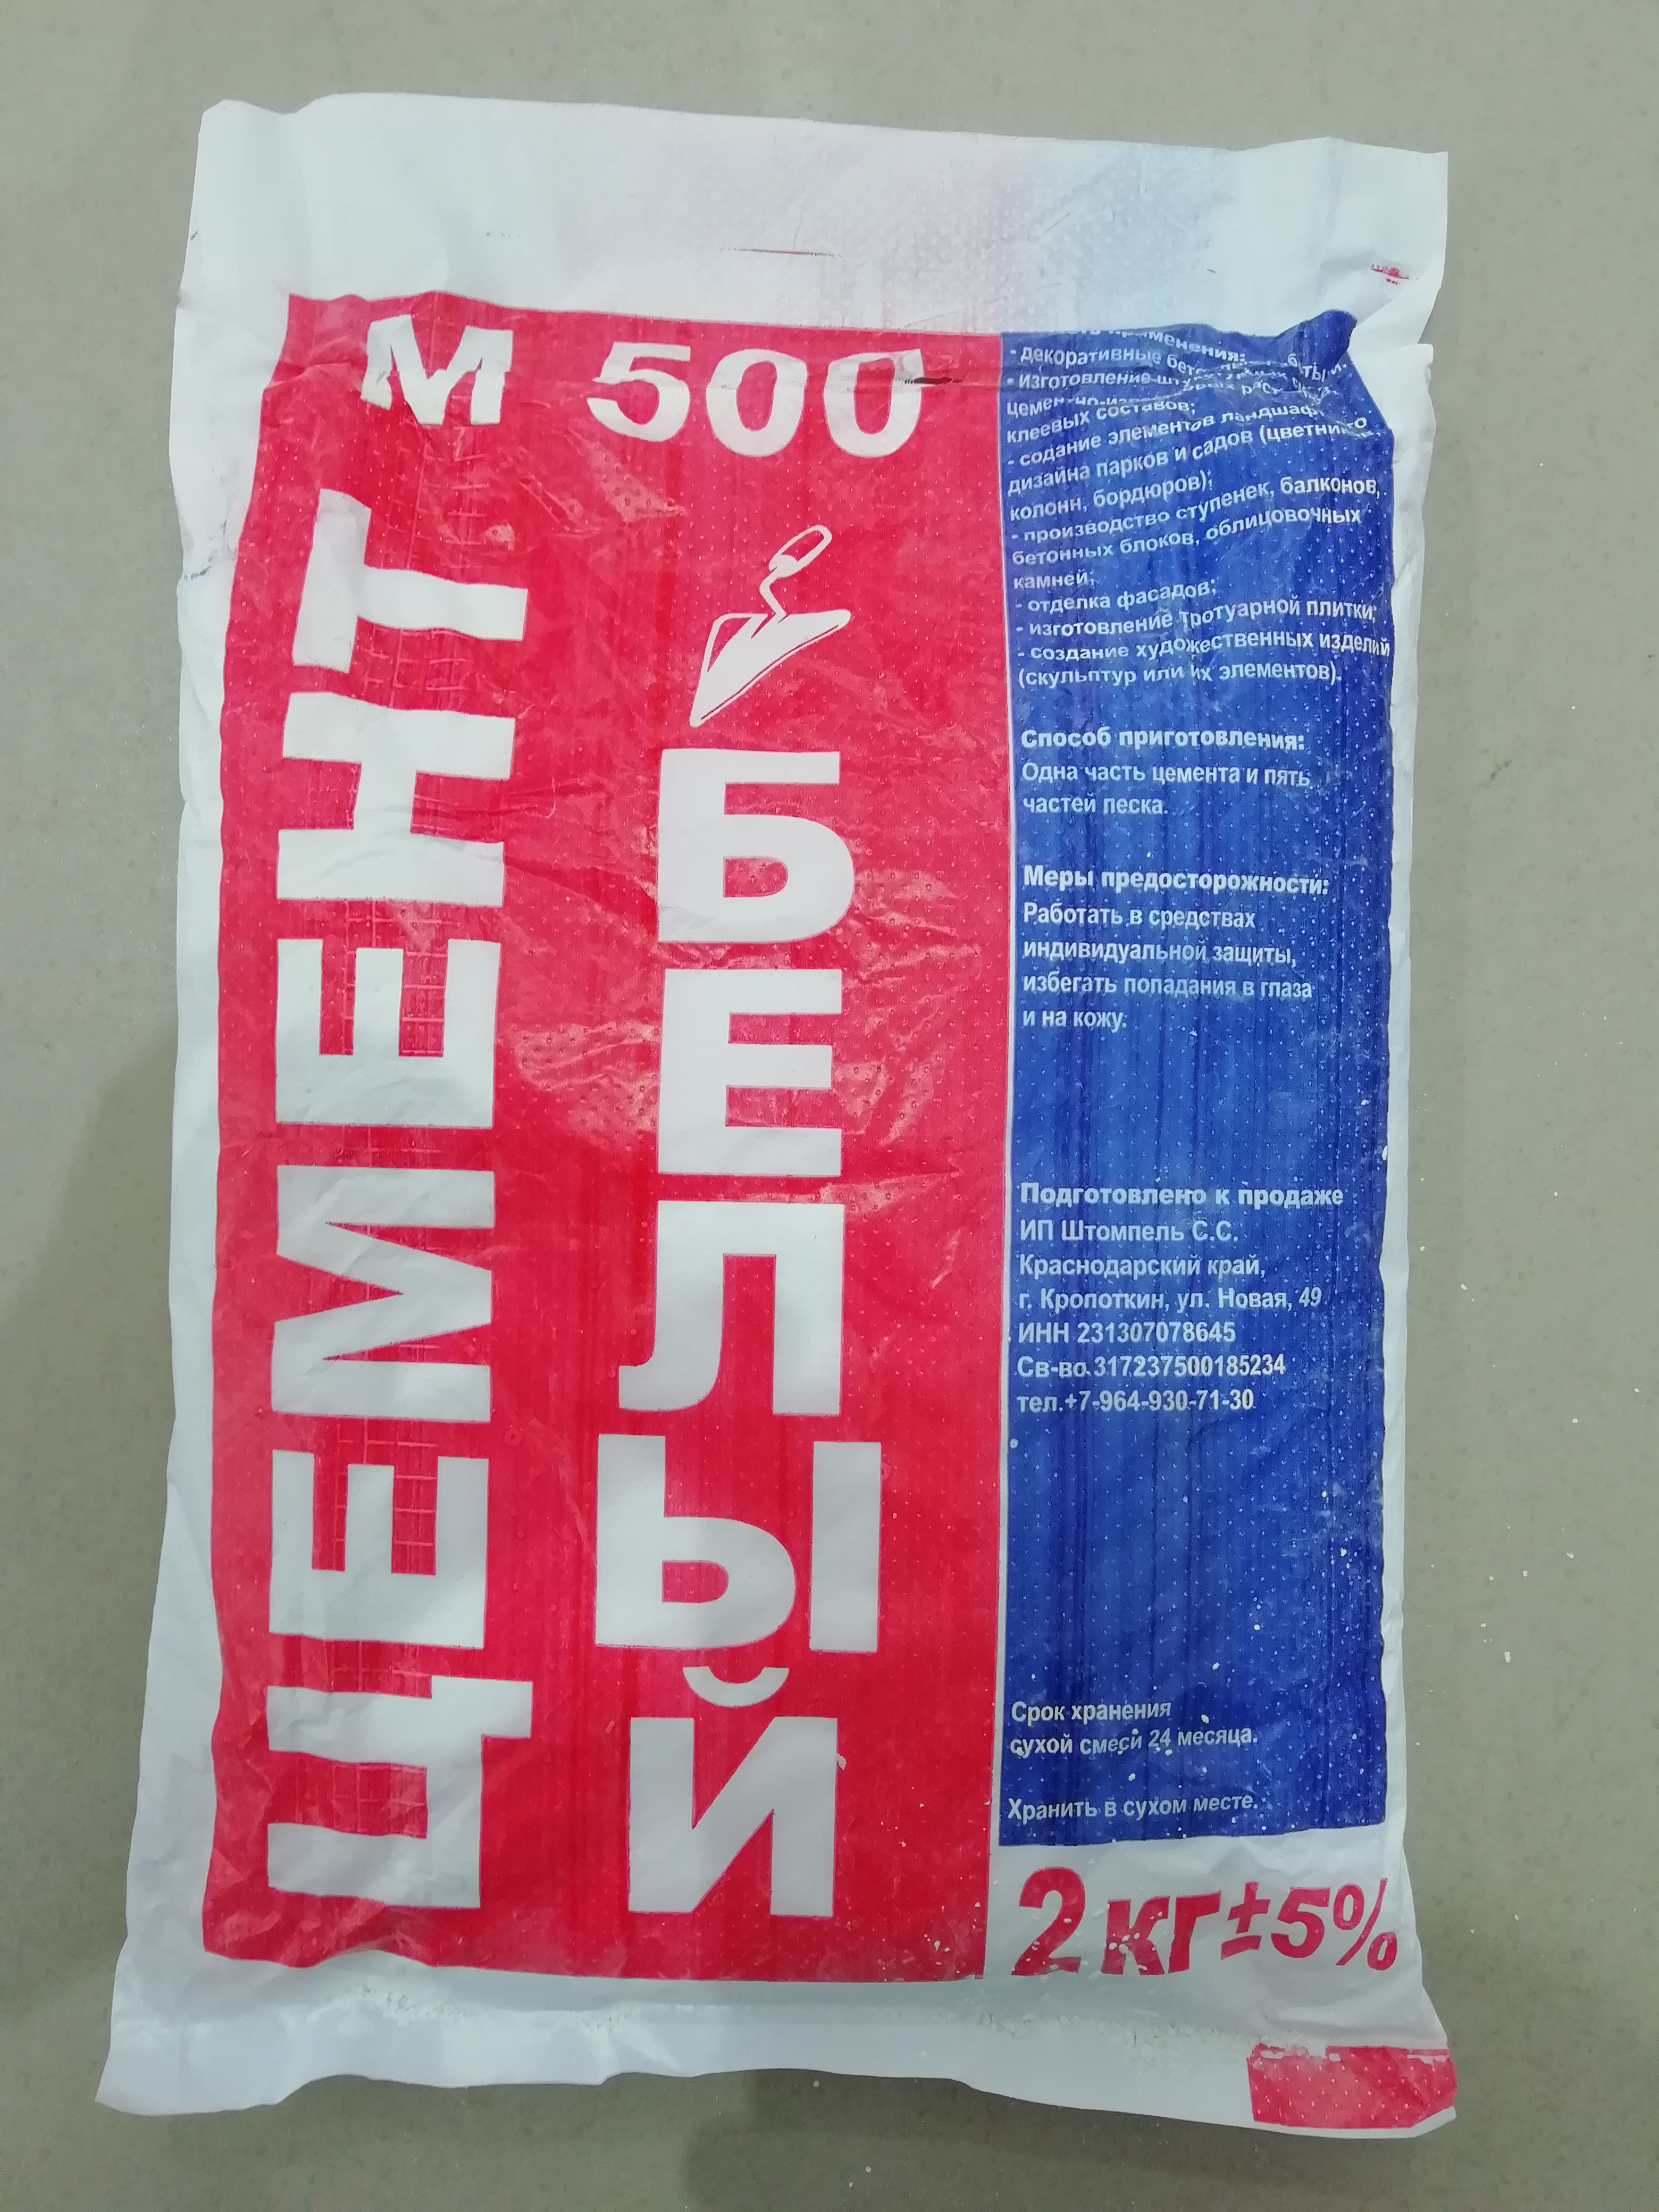 М 500
ЦЕМЕНТ
БЕЛЫЙ
применения:
- декоративные
- изготовление
клеевых составов;
- содание элементов
дизайна парков и садов (цветников,
колонн, бордюров);
- производство ступенек, балконов,
бетонных блоков, облицовочных
камней;
- отделка фасадов;
- изготовление тротуарной плитки;
- создание художественных изделий
(скульптур или их элементов).
Способ приготовления:
Одна часть цемента и пять
частей песка.
Меры предосторожности:
Работать в средствах
индивидуальной защиты,
избегать попадания в глаза
и на кожу.
Подготовлено к продаже
ИП Штомпель С.С.
Краснодарский край,
г. Кропоткин, ул. Новая, 49
ИНН 231307078645
Св-во 317237500185234
тел.+7-964-930-71-30
Срок хранения
сухой смеси 24 месяца.
Хранить в сухом месте.
2 кг±5%